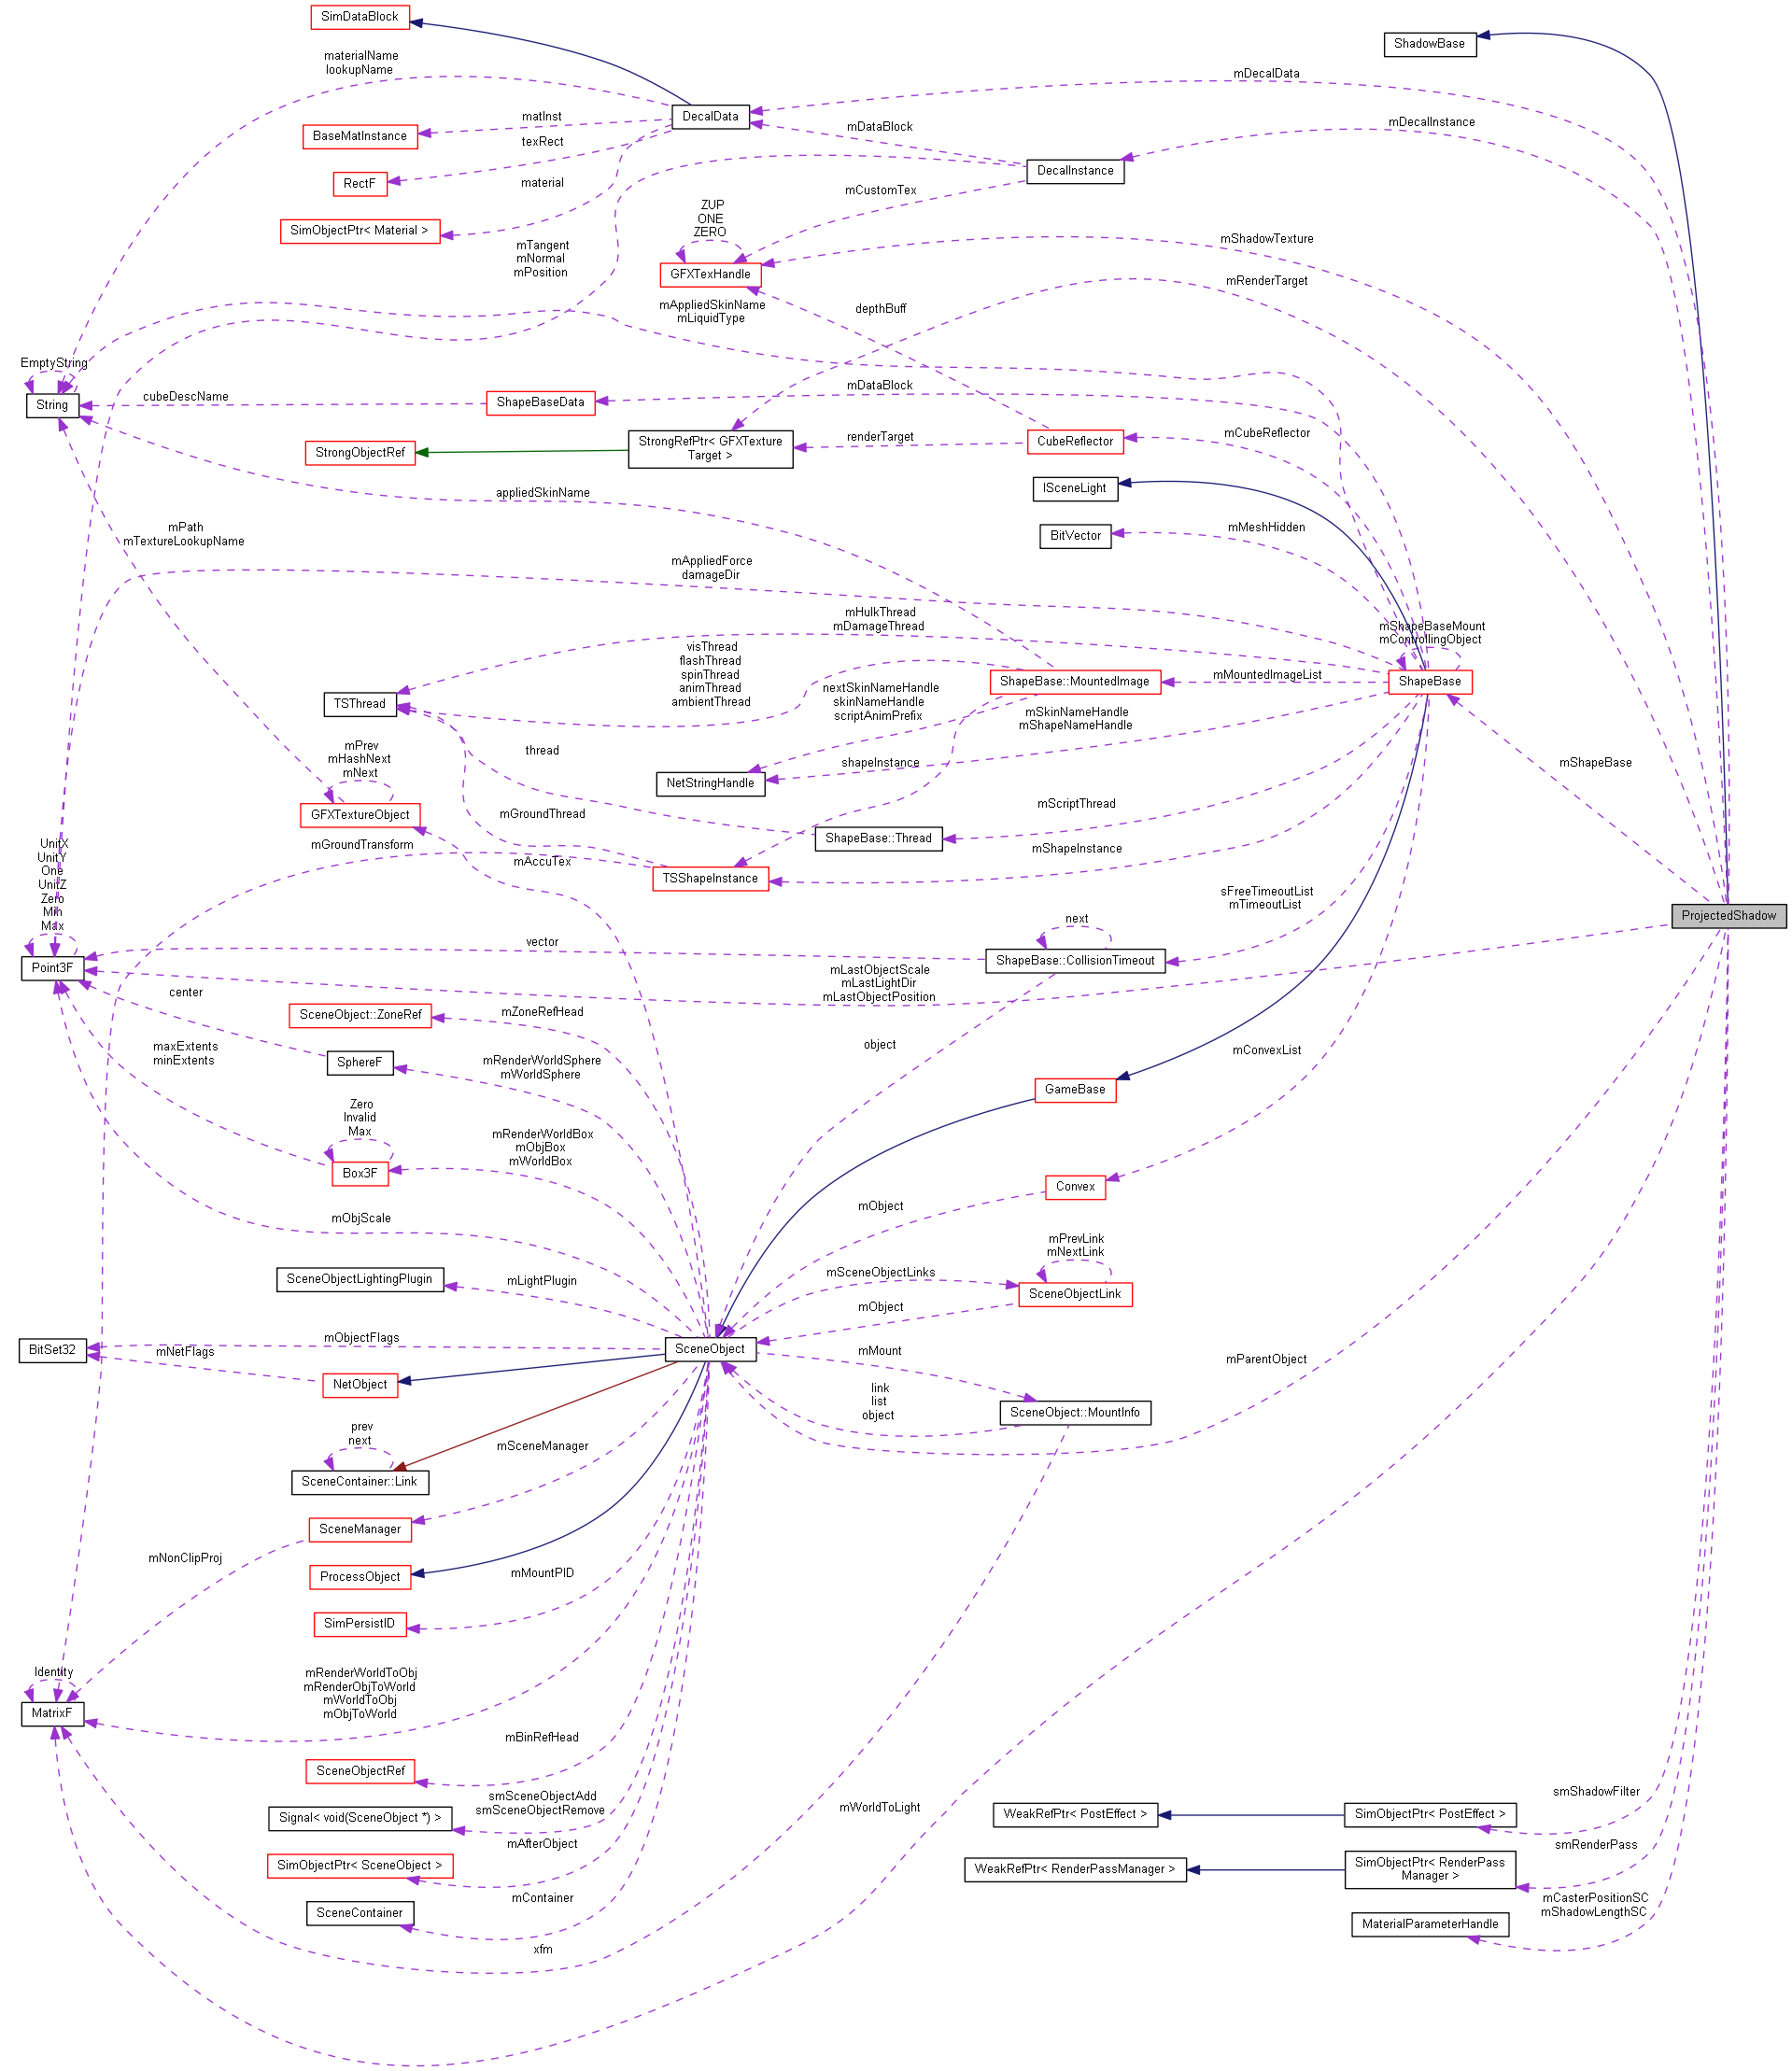 SimDataBlock
ShadowBase
materialName
lookupName
mDecalData
DecalData
matInst
mDataBlock
mDecalInstance
BaseMatInstance
texRect
DecalInstance
RectF
material
mCustomTex
ZUP
ONE
ZERO
SimObjectPtr< Material >
mTangent
mNormal
mPosition
mShadowTexture
GFXTexHandle
mRenderTarget
mAppliedSkinName
mLiquidType
depthBuff
EmptyString
String
cubeDescName
ShapeBaseData
mDataBlock
StrongObjectRef
StrongRefPtr< GFXTexture
Target >
renderTarget
CubeReflector
mCubeReflector
ISceneLight
appliedSkinName
mPath
mTextureLookupName
BitVector
mMeshHidden
mAppliedForce
damageDir
mHulkThread
mDamageThread
mShapeBaseMount
mControllingObject
visThread
flashThread
spinThread
animThread
ambientThread
ShapeBase::MountedImage
mMountedImageList
ShapeBase
TSThread
nextSkinNameHandle
skinNameHandle
scriptAnimPrefix
mSkinNameHandle
mShapeNameHandle
mPrev
mHashNext
mNext
thread
shapeInstance
mShapeBase
NetStringHandle
GFXTextureObject
mGroundThread
mScriptThread
ShapeBase::Thread
mGroundTransform
mAccuTex
mShapeInstance
UnitX
UnitY
One
UnitZ
Zero
Min
Max
TSShapeInstance
sFreeTimeoutList
mTimeoutList
ProjectedShadow
next
vector
ShapeBase::CollisionTimeout
Point3F
mLastObjectScale
mLastLightDir
mLastObjectPosition
center
SceneObject::ZoneRef
mZoneRefHead
object
maxExtents
minExtents
SphereF
mRenderWorldSphere
mWorldSphere
mConvexList
GameBase
Zero
Invalid
Max
mRenderWorldBox
mObjBox
mWorldBox
Box3F
Convex
mObjScale
mObject
mPrevLink
mNextLink
SceneObjectLightingPlugin
mLightPlugin
mSceneObjectLinks
SceneObjectLink
mObject
mObjectFlags
BitSet32
mNetFlags
SceneObject
mMount
mParentObject
NetObject
link
list
object
SceneObject::MountInfo
prev
next
mSceneManager
SceneContainer::Link
SceneManager
mNonClipProj
ProcessObject
mMountPID
SimPersistID
Identity
MatrixF
mRenderWorldToObj
mRenderObjToWorld
mWorldToObj
mObjToWorld
mBinRefHead
SceneObjectRef
smSceneObjectAdd
smSceneObjectRemove
Signal< void(SceneObject *) >
mWorldToLight
smShadowFilter
WeakRefPtr< PostEffect >
SimObjectPtr< PostEffect >
mAfterObject
smRenderPass
SimObjectPtr< SceneObject >
WeakRefPtr< RenderPassManager >
SimObjectPtr< RenderPass
Manager >
mContainer
SceneContainer
mCasterPositionSC
mShadowLengthSC
MaterialParameterHandle
xfm